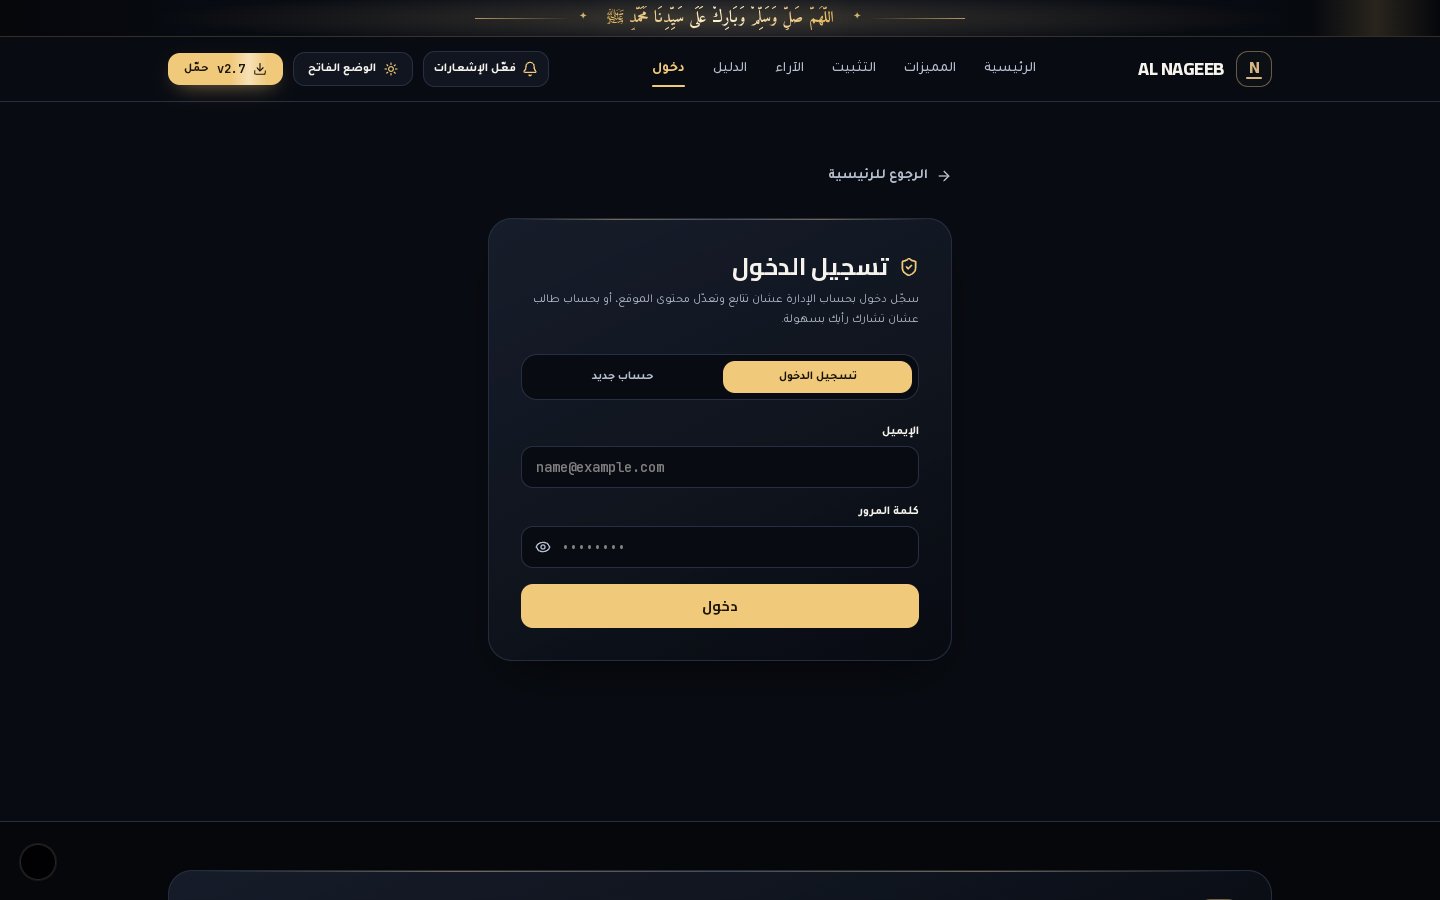 اللّهُمَّ صَلِّ وَسَلِّمْ وَبَارِكْ عَلَى سَيِّدِنَا مُحَمَّدٍ ﷺ
N
AL NAGEEB
الرئيسية
المميزات
التثبيت
الآراء
الدليل
دخول
فعّل الإشعارات
الوضع الفاتح
حمّل v2.7
الرجوع للرئيسية
تسجيل الدخول
سجّل دخول بحساب الإدارة عشان تتابع وتعدّل محتوى الموقع، أو بحساب طالب
عشان تشارك رأيك بسهولة.
تسجيل الدخول
حساب جديد
الإيميل
name@example.com
كلمة المرور
••••••••
دخول